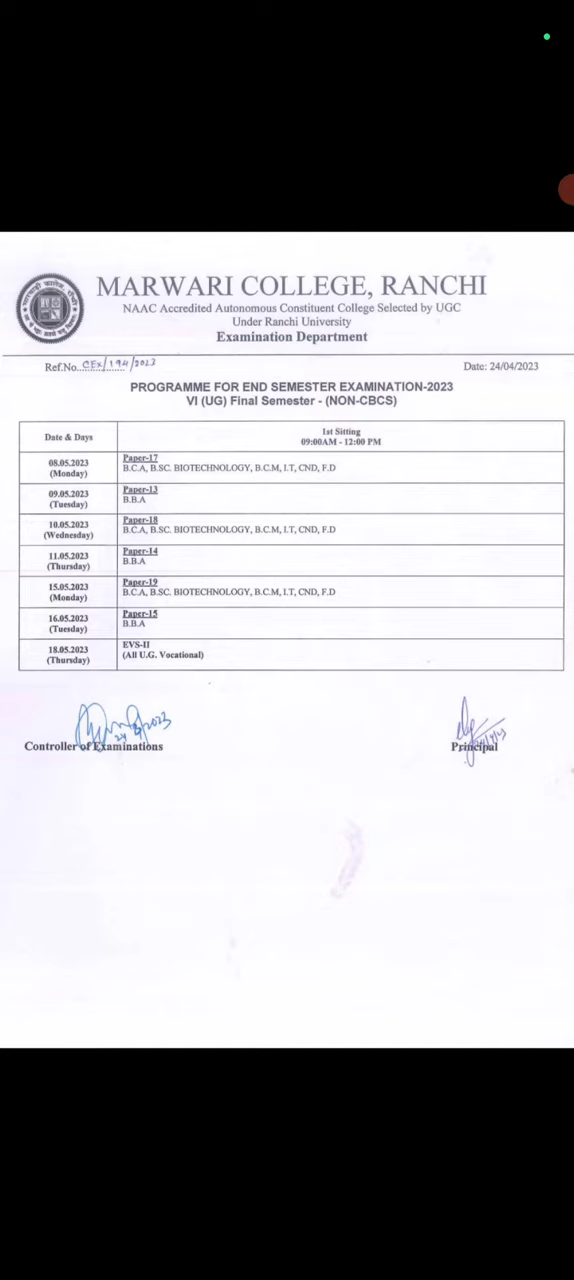 MARWARI COLLEGE, RANCHI
NAAC Accredited Autonomous Constituent College Selected by UGC
Under Ranchi University
Examination Department
Ref.No..CEX/194/2023
Date: 24/04/2023
PROGRAMME FOR END SEMESTER EXAMINATION-2023
VI (UG) Final Semester - (NON-CBCS)
Date & Days
1st Sitting
09:00AM - 12:00 PM
08.05.2023
(Monday)
Paper-17
B.C.A, B.SC. BIOTECHNOLOGY, B.C.M, I.T, CND, F.D
09.05.2023
(Tuesday)
Paper-13
B.B.A
10.05.2023
(Wednesday)
Paper-18
B.C.A, B.SC. BIOTECHNOLOGY, B.C.M, I.T, CND, F.D
11.05.2023
(Thursday)
Paper-14
B.B.A
15.05.2023
(Monday)
Paper-19
B.C.A, B.SC. BIOTECHNOLOGY, B.C.M, I.T, CND, F.D
16.05.2023
(Tuesday)
Paper-15
B.B.A
18.05.2023
(Thursday)
EVS-II
(All U.G. Vocational)
Controller of Examinations
Principal